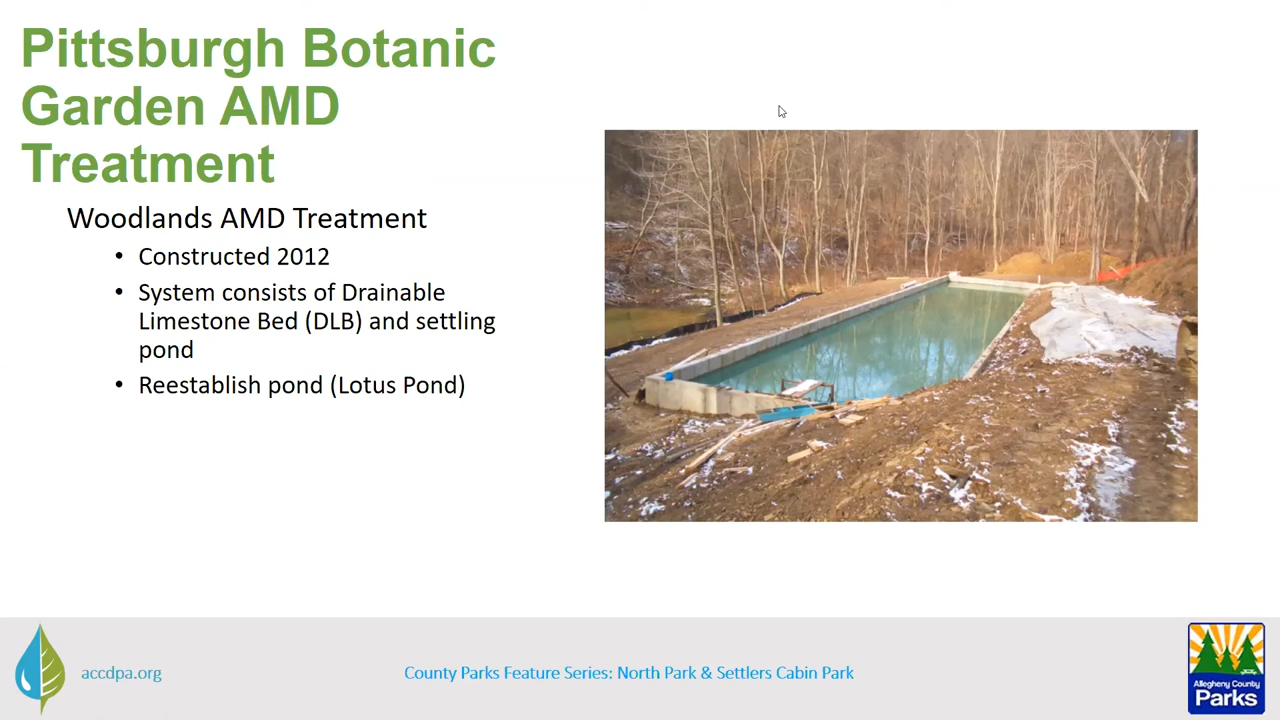 Pittsburgh Botanic
Garden AMD
Treatment
Woodlands AMD Treatment
• Constructed 2012
• System consists of Drainable
Limestone Bed (DLB) and settling
pond
• Reestablish pond (Lotus Pond)
accdpa.org
County Parks Feature Series: North Park & Settlers Cabin Park
Allegheny County
Parks